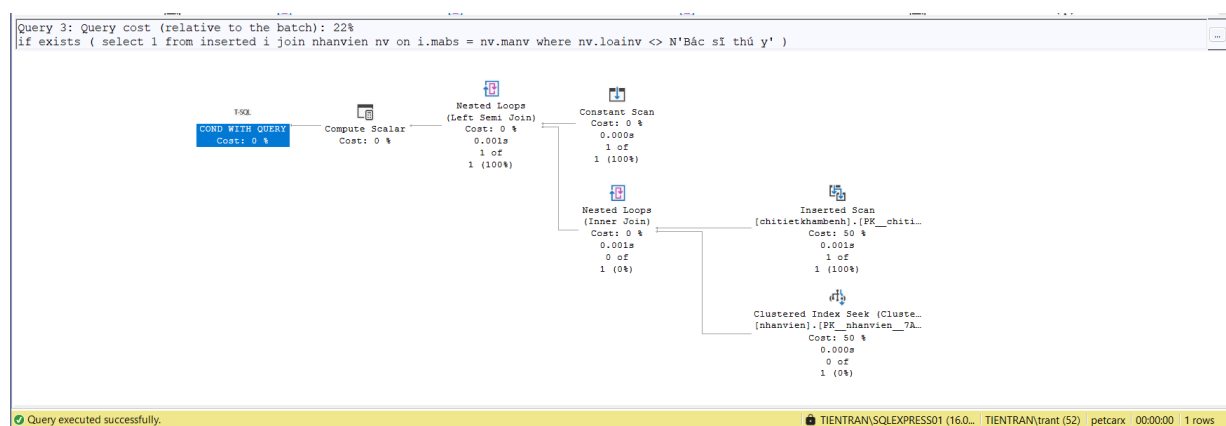 Query 3: Query cost (relative to the batch): 22%
if exists ( select 1 from inserted i join nhanvien nv on i.mabs = nv.manv where nv.loainv <> N'Bác sĩ thú y' )
...
T-SQL
COND WITH QUERY
Cost: 0 %
Compute Scalar
Cost: 0 %
Nested Loops
(Left Semi Join)
Cost: 0 %
0.001s
1 of
1 (100%)
Constant Scan
Cost: 0 %
0.000s
1 of
1 (100%)
Nested Loops
(Inner Join)
Cost: 0 %
0.001s
0 of
1 (0%)
Inserted Scan
[chitietkhambenh].[PK__chiti…
Cost: 50 %
0.001s
1 of
1 (100%)
Clustered Index Seek (Cluste…
[nhanvien].[PK__nhanvien__7A…
Cost: 50 %
0.000s
0 of
1 (0%)
Query executed successfully.
TIENTRAN\SQLEXPRESS01 (16.0... TIENTRAN\trant (52) petcarx 00:00:00 1 rows